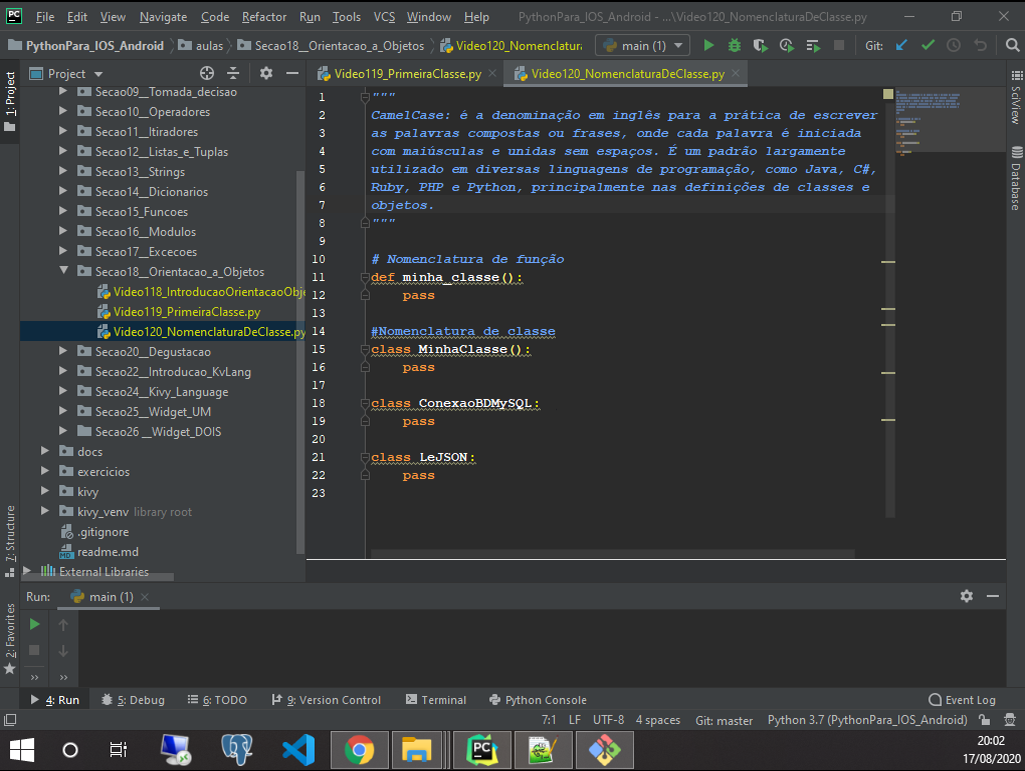 File Edit View Navigate Code Refactor Run Tools VCS Window Help PythonPara_IOS_Android - ...\Video120_NomenclaturaDeClasse.py
PythonPara_IOS_Android aulas Secao18__Orientacao_a_Objetos Video120_Nomenclatura main (1) Git:
Project Video119_PrimeiraClasse.py Video120_NomenclaturaDeClasse.py
1: Project
7: Structure
2: Favorites
Secao09__Tomada_decisao
Secao10__Operadores
Secao11__Itiradores
Secao12__Listas_e_Tuplas
Secao13__Strings
Secao14__Dicionarios
Secao15_Funcoes
Secao16__Modulos
Secao17__Excecoes
Secao18__Orientacao_a_Objetos
Video118_IntroducaoOrientacaoObje
Video119_PrimeiraClasse.py
Video120_NomenclaturaDeClasse.py
Secao20__Degustacao
Secao22__Introducao_KvLang
Secao24__Kivy_Language
Secao25__Widget_UM
Secao26__Widget_DOIS
docs
exercicios
kivy
kivy_venv library root
.gitignore
MD readme.md
External Libraries
1 """
2 CamelCase: é a denominação em inglês para a prática de escrever
3 as palavras compostas ou frases, onde cada palavra é iniciada
4 com maiúsculas e unidas sem espaços. É um padrão largamente
5 utilizado em diversas linguagens de programação, como Java, C#,
6 Ruby, PHP e Python, principalmente nas definições de classes e
7 objetos.
8 """
9
10 # Nomenclatura de função
11 def minha_classe():
12 pass
13
14 #Nomenclatura de classe
15 class MinhaClasse():
16 pass
17
18 class ConexaoBDMySQL:
19 pass
20
21 class LeJSON:
22 pass
23
SciView
Database
Run: main (1)
4: Run 5: Debug 6: TODO 9: Version Control Terminal Python Console Event Log
7:1 LF UTF-8 4 spaces Git: master Python 3.7 (PythonPara_IOS_Android)
20:02
17/08/2020